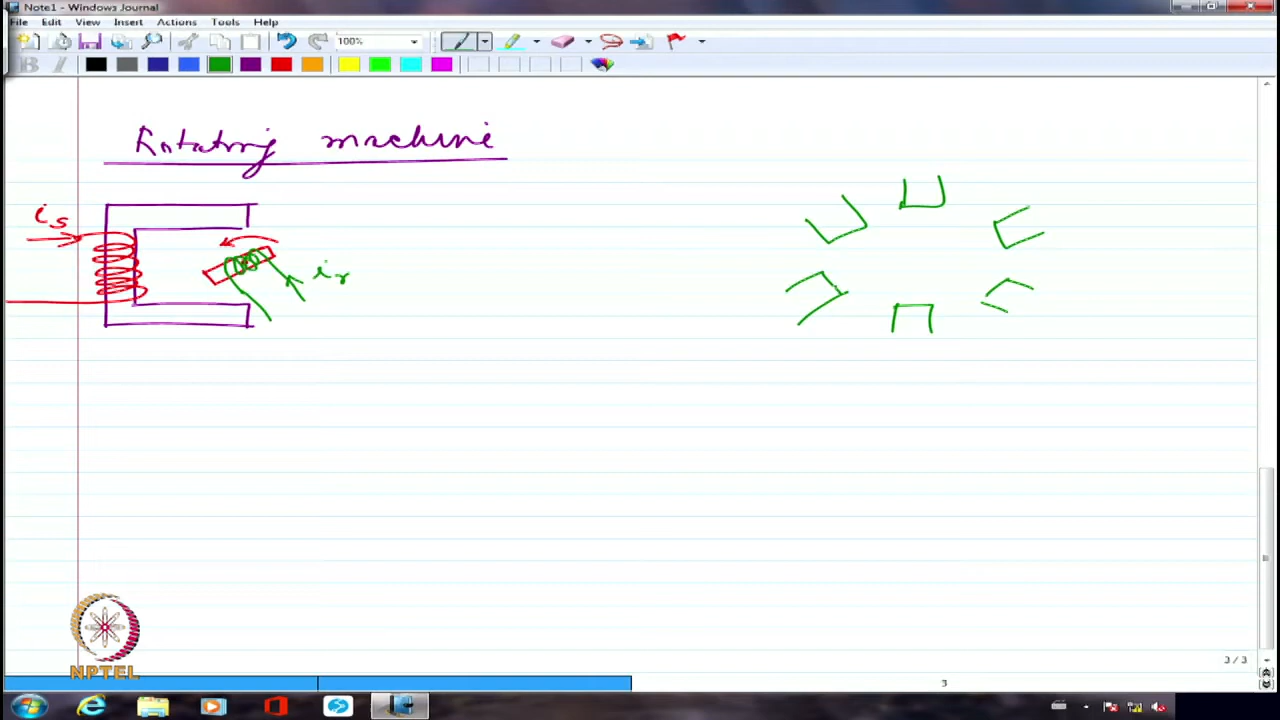 Note1 - Windows Journal
File Edit View Insert Actions Tools Help
100%
B I
Rotating machine
is
ir
NPTEL
3 / 3
3